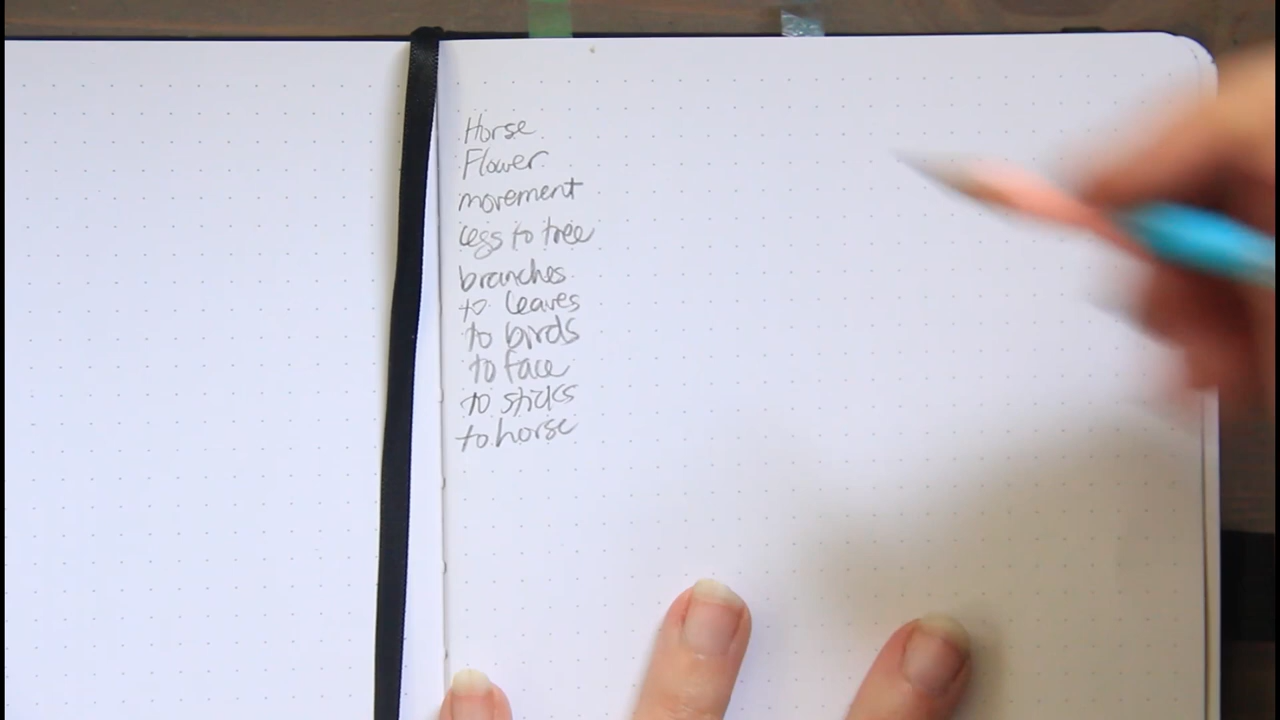 Horse
Flower
movement
legs to tree
branches
to leaves
to birds
to face
to sticks
to horse